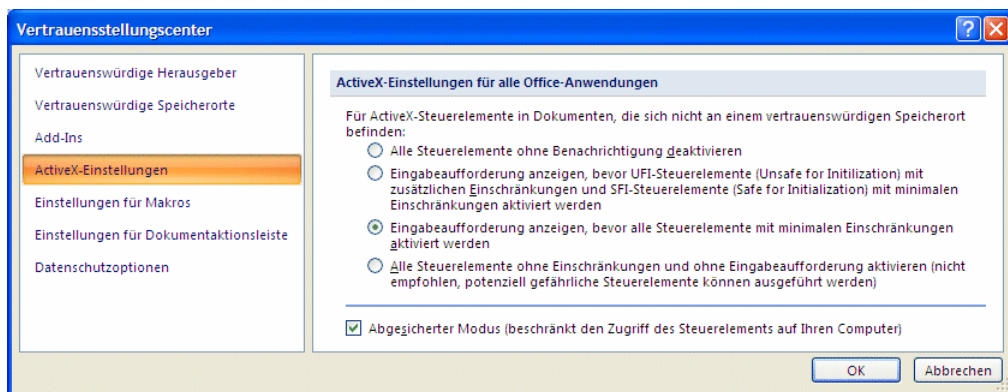 Vertrauensstellungscenter
Vertrauenswürdige Herausgeber
Vertrauenswürdige Speicherorte
Add-Ins
ActiveX-Einstellungen
Einstellungen für Makros
Einstellungen für Dokumentaktionsleiste
Datenschutzoptionen
ActiveX-Einstellungen für alle Office-Anwendungen
Für ActiveX-Steuerelemente in Dokumenten, die sich nicht an einem vertrauenswürdigen Speicherort
befinden:
Alle Steuerelemente ohne Benachrichtigung deaktivieren
Eingabeaufforderung anzeigen, bevor UFI-Steuerelemente (Unsafe for Initilization) mit
zusätzlichen Einschränkungen und SFI-Steuerelemente (Safe for Initialization) mit minimalen
Einschränkungen aktiviert werden
Eingabeaufforderung anzeigen, bevor alle Steuerelemente mit minimalen Einschränkungen
aktiviert werden
Alle Steuerelemente ohne Einschränkungen und ohne Eingabeaufforderung aktivieren (nicht
empfohlen, potenziell gefährliche Steuerelemente können ausgeführt werden)
Abgesicherter Modus (beschränkt den Zugriff des Steuerelements auf Ihren Computer)
OK
Abbrechen